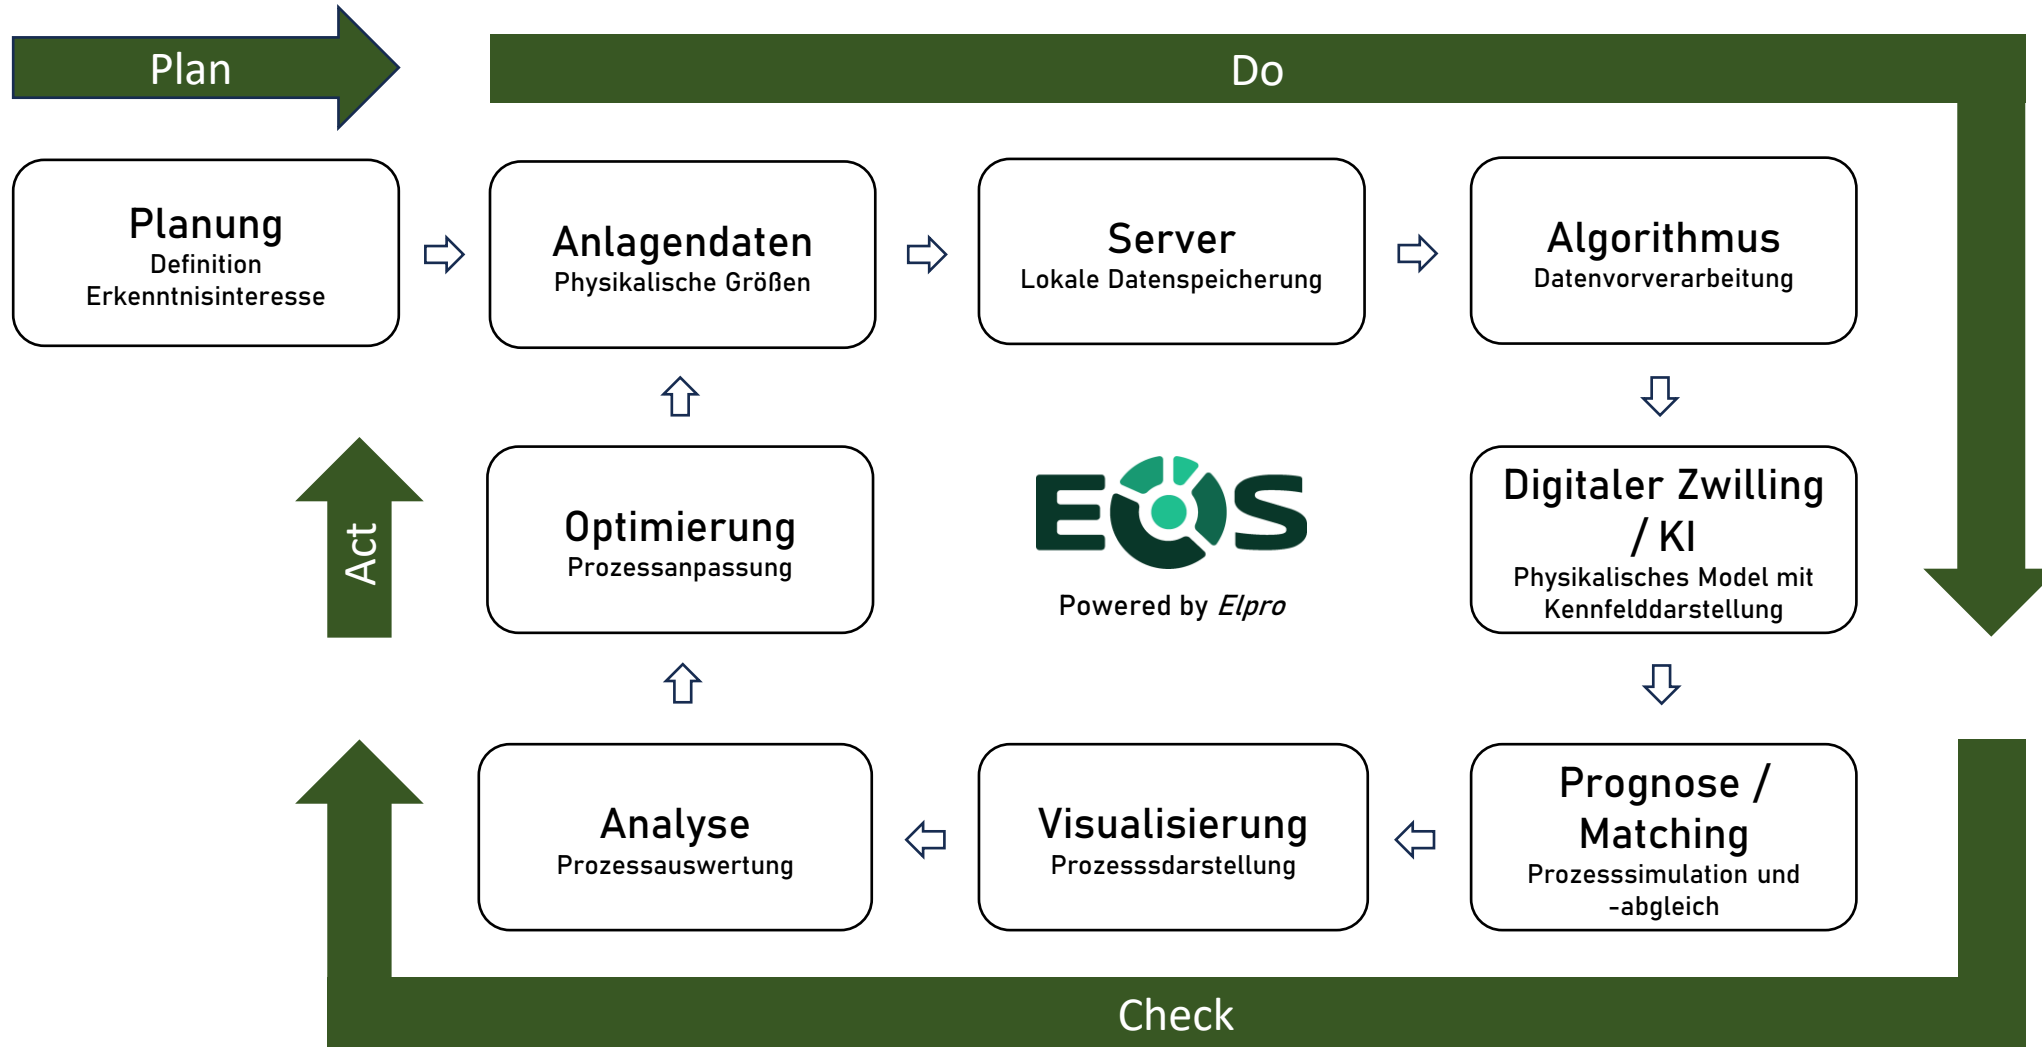 Plan
Do
Planung
Definition
Erkenntnisinteresse
Anlagendaten
Physikalische Größen
Server
Lokale Datenspeicherung
Algorithmus
Datenvorverarbeitung
Act
Optimierung
Prozessanpassung
EOS
Powered by Elpro
Digitaler Zwilling
/ KI
Physikalisches Model mit
Kennfelddarstellung
Analyse
Prozessauswertung
Visualisierung
Prozesssdarstellung
Prognose /
Matching
Prozesssimulation und
-abgleich
Check